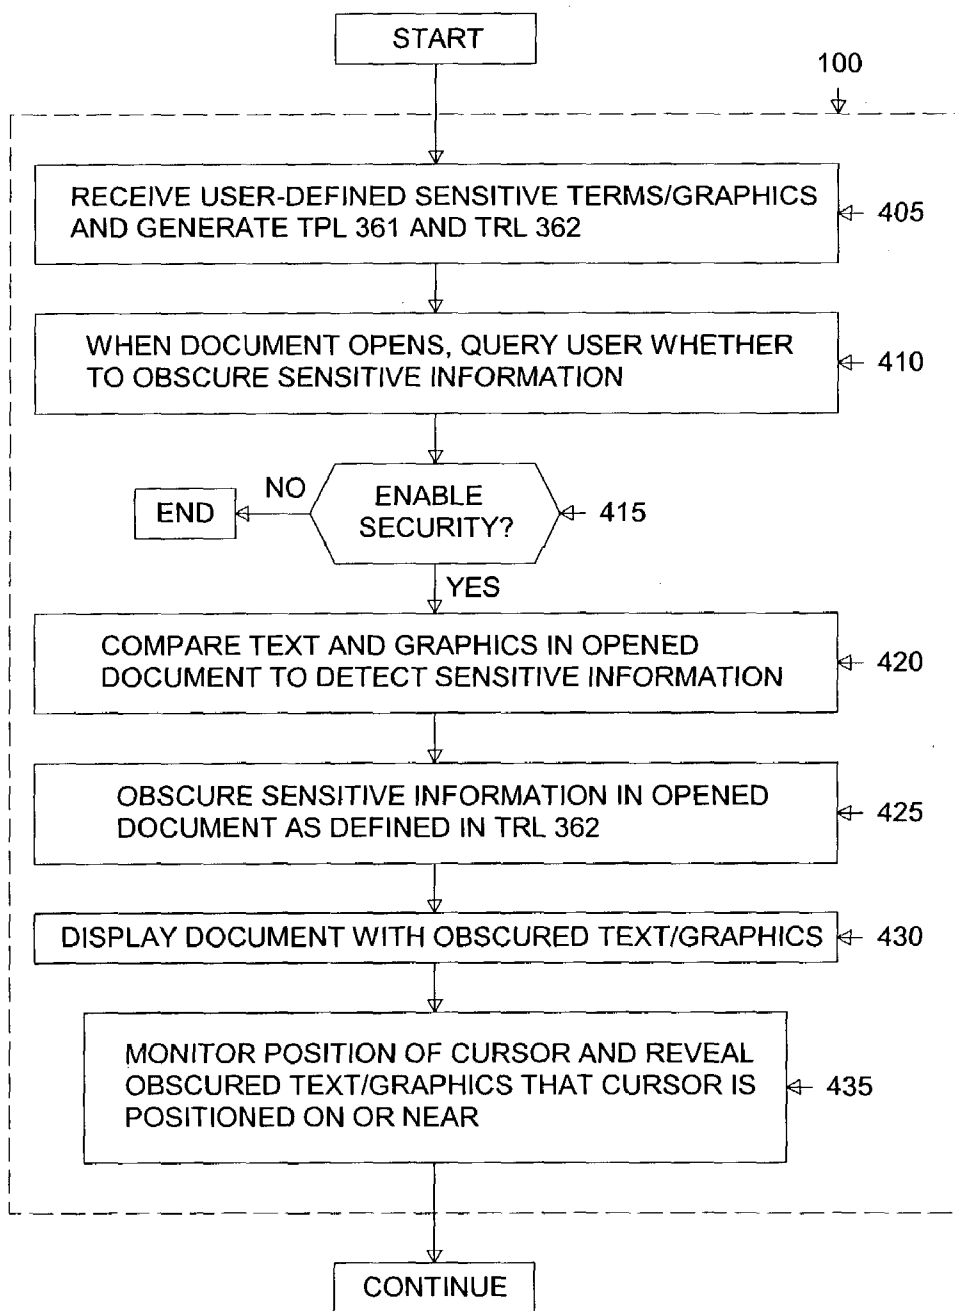 START
100
RECEIVE USER-DEFINED SENSITIVE TERMS/GRAPHICS
AND GENERATE TPL 361 AND TRL 362
405
WHEN DOCUMENT OPENS, QUERY USER WHETHER
TO OBSCURE SENSITIVE INFORMATION
410
NO
END
ENABLE
SECURITY?
415
YES
COMPARE TEXT AND GRAPHICS IN OPENED
DOCUMENT TO DETECT SENSITIVE INFORMATION
420
OBSCURE SENSITIVE INFORMATION IN OPENED
DOCUMENT AS DEFINED IN TRL 362
425
DISPLAY DOCUMENT WITH OBSCURED TEXT/GRAPHICS
430
MONITOR POSITION OF CURSOR AND REVEAL
OBSCURED TEXT/GRAPHICS THAT CURSOR IS
POSITIONED ON OR NEAR
435
CONTINUE